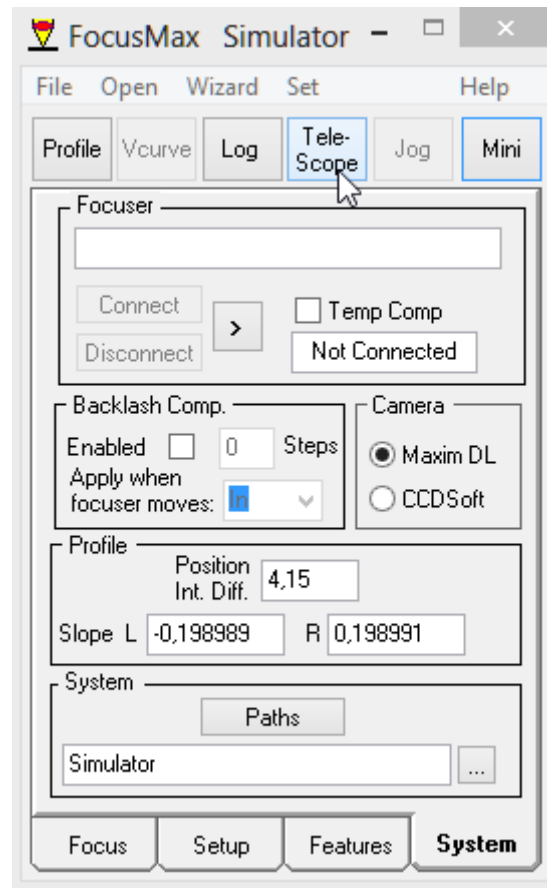 FocusMax Simulator
File Open Wizard Set Help
Profile Vcurve Log Tele-Scope Jog Mini
Focuser
Connect
> Temp Comp
Disconnect Not Connected
Backlash Comp. Camera
Enabled 0 Steps Maxim DL
Apply when
focuser moves: In CCDSoft
Profile
Position
Int. Diff. 4,15
Slope L -0,198989 R 0,198991
System
Paths
Simulator ...
Focus Setup Features System